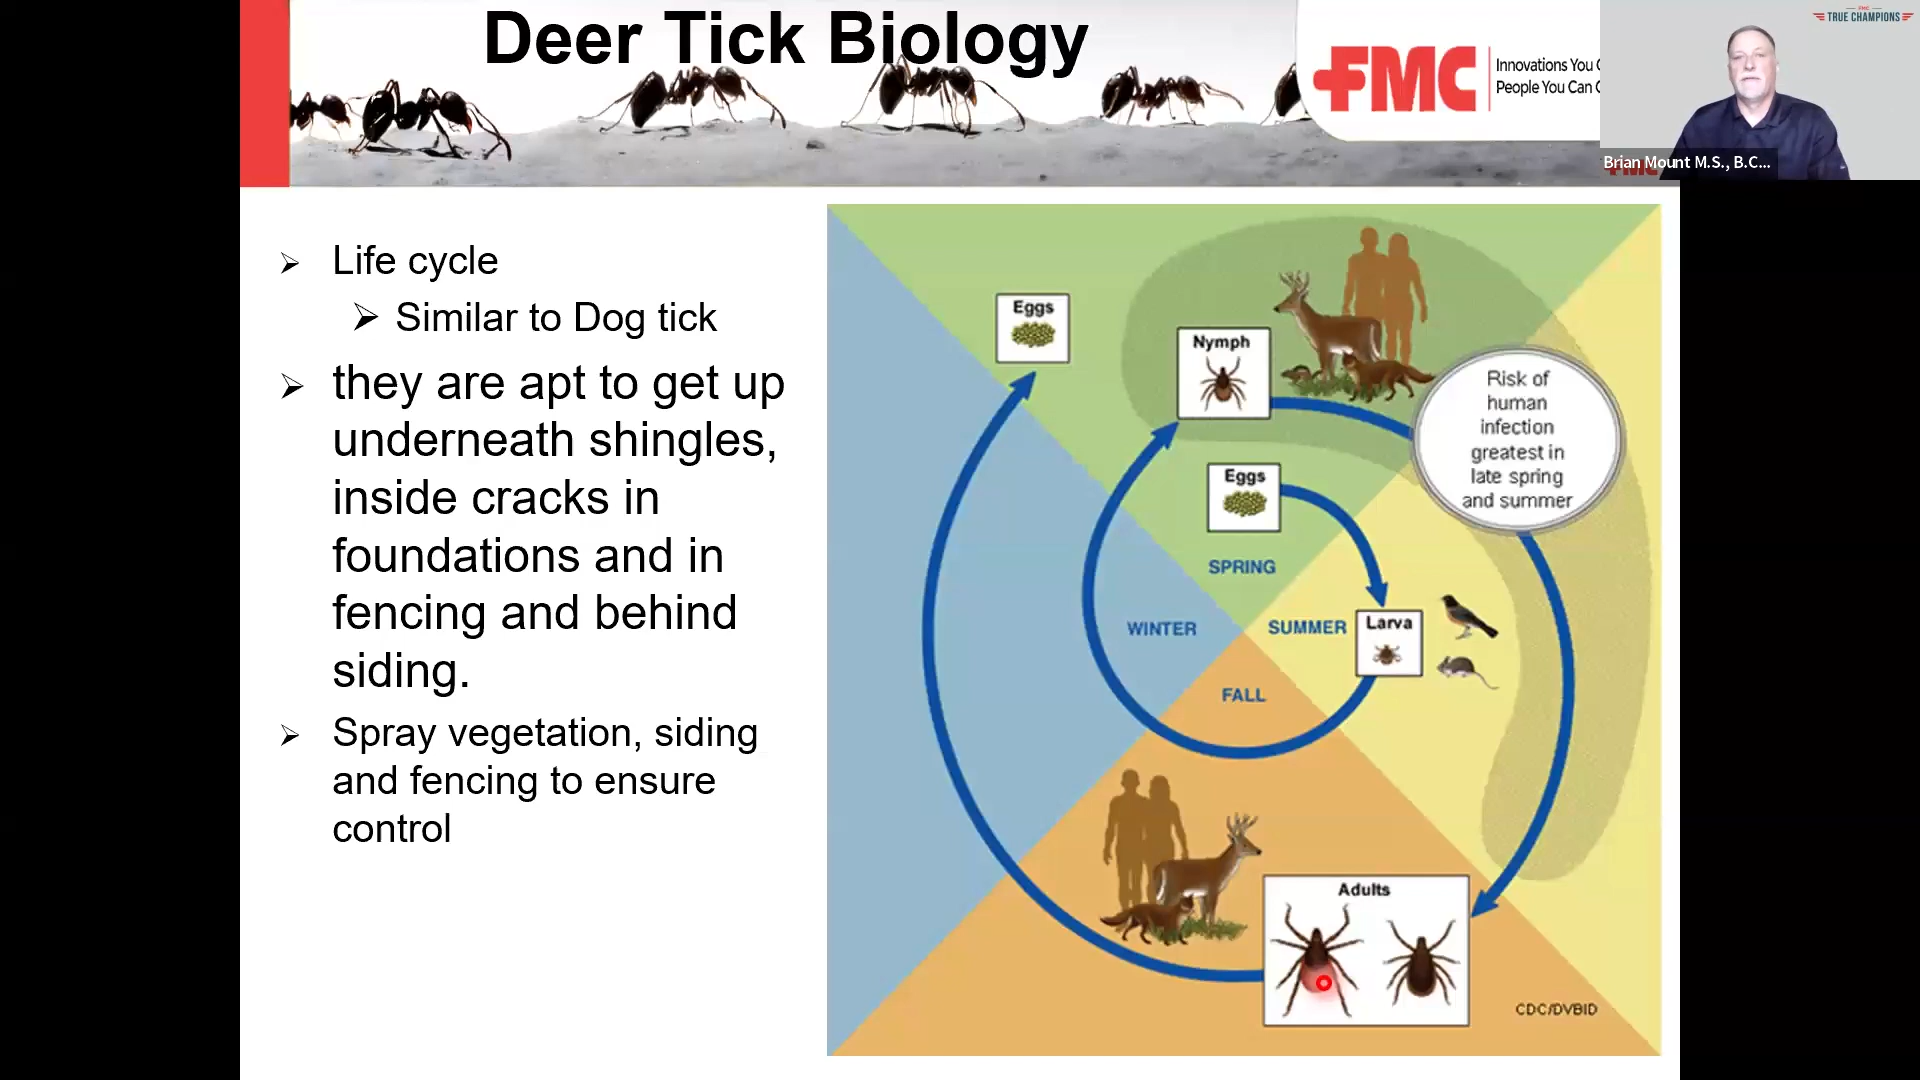 Deer Tick Biology
FMC
Innovations You
People You Can
FMC
TRUE CHAMPIONS
Brian Mount M.S., B.C...
FMC
➢ Life cycle
➢ Similar to Dog tick
➢ they are apt to get up
underneath shingles,
inside cracks in
foundations and in
fencing and behind
siding.
➢ Spray vegetation, siding
and fencing to ensure
control
Eggs
Nymph
Risk of
human
infection
greatest in
late spring
and summer
Eggs
SPRING
WINTER
SUMMER
Larva
FALL
Adults
CDC/DVBID